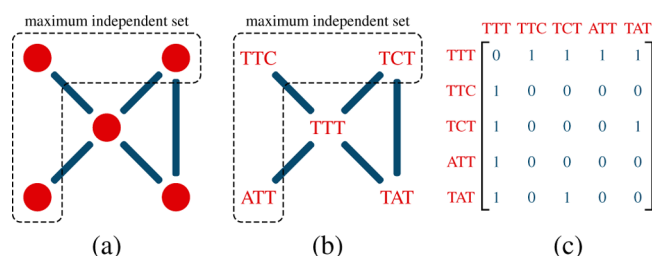 maximum independent set
maximum independent set
TTC TCT
TTT
ATT TAT
TTT TTC TCT ATT TAT
TTT 0 1 1 1 1
TTC 1 0 0 0 0
TCT 1 0 0 0 1
ATT 1 0 0 0 0
TAT 1 0 1 0 0
(a) (b) (c)